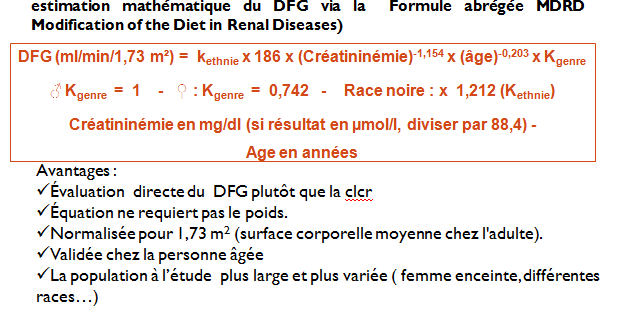 estimation mathématique du DFG via la Formule abrégée MDRD
Modification of the Diet in Renal Diseases)
DFG (ml/min/1,73 m²) = k ethnie x 186 x (Créatininémie)-1,154 x (âge)-0,203 x K genre
♂ K genre = 1 - ♀ : K genre = 0,742 - Race noire : x 1,212 (K ethnie)
Créatininémie en mg/dl (si résultat en µmol/l, diviser par 88,4) -
Age en années
Avantages :
✓Évaluation directe du DFG plutôt que la clcr
✓Équation ne requiert pas le poids.
✓Normalisée pour 1,73 m² (surface corporelle moyenne chez l'adulte).
✓Validée chez la personne âgée
✓La population à l'étude plus large et plus variée ( femme enceinte, différentes
races…)